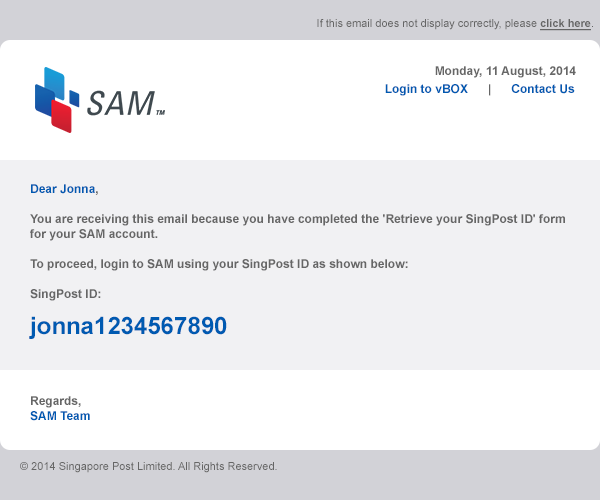 If this email does not display correctly, please click here.
SAM™
Monday, 11 August, 2014
Login to vBOX | Contact Us
Dear Jonna,
You are receiving this email because you have completed the 'Retrieve your SingPost ID' form
for your SAM account.
To proceed, login to SAM using your SingPost ID as shown below:
SingPost ID:
jonna1234567890
Regards,
SAM Team
© 2014 Singapore Post Limited. All Rights Reserved.